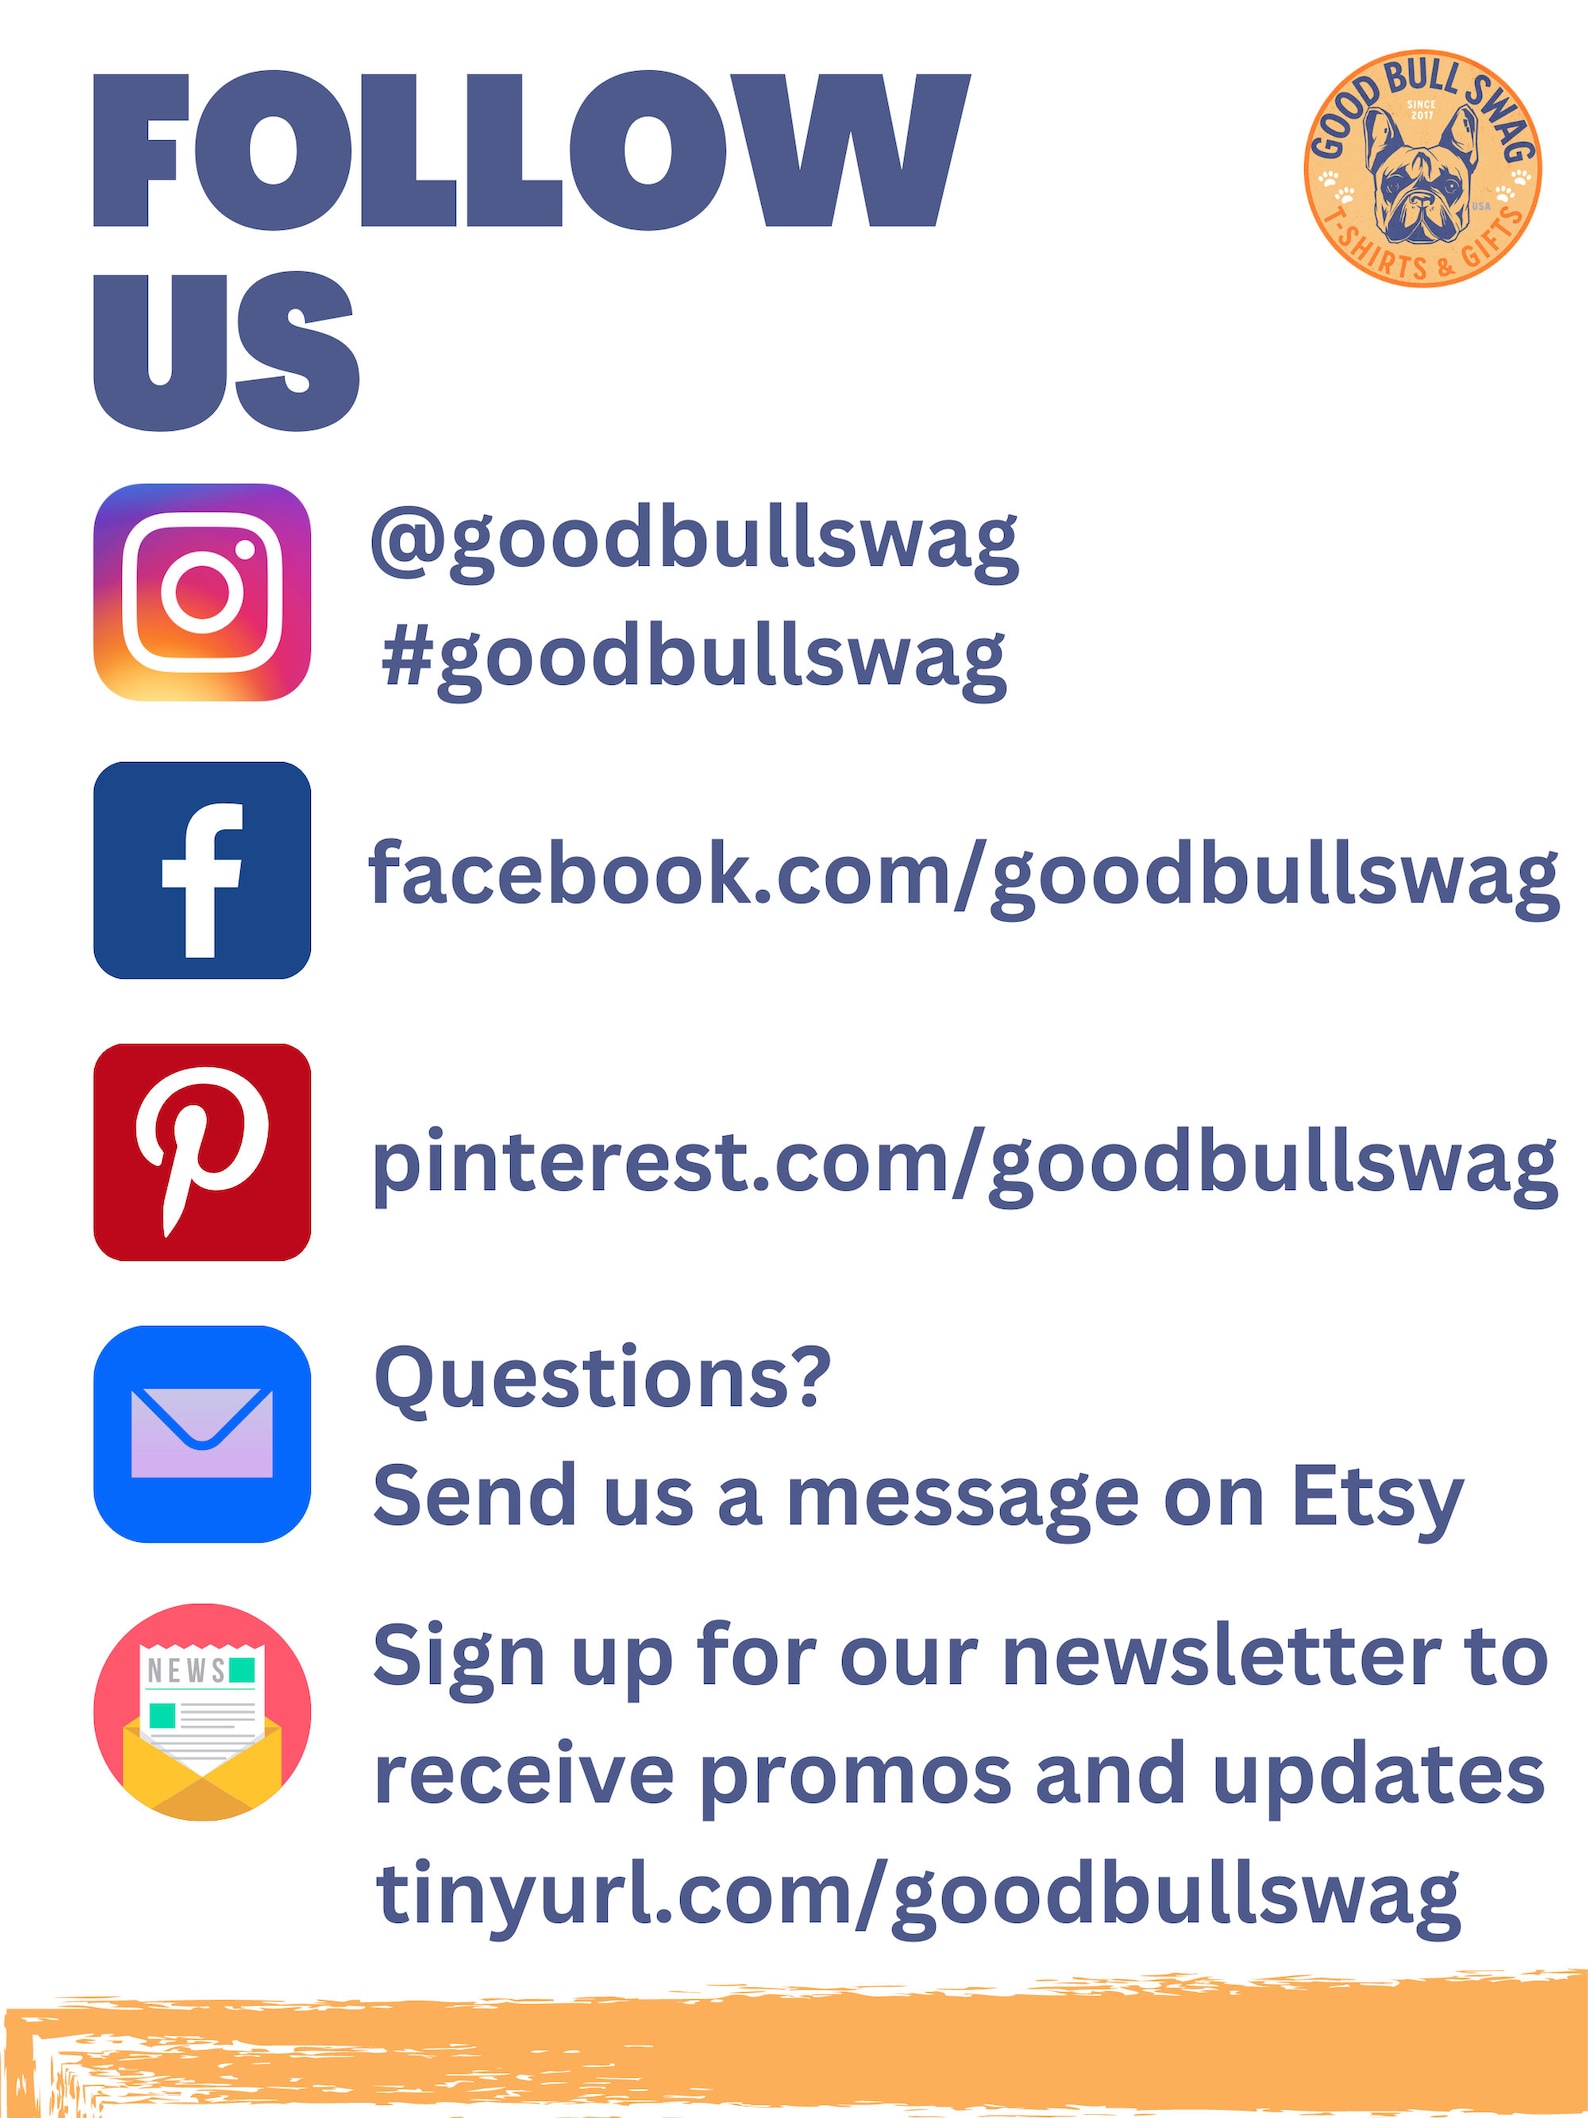 FOLLOW
US
GOOD BULL SWAG
SINCE
2017
USA
T-SHIRTS & GIFTS
@goodbullswag
#goodbullswag
facebook.com/goodbullswag
pinterest.com/goodbullswag
Questions?
Send us a message on Etsy
NEWS
Sign up for our newsletter to
receive promos and updates
tinyurl.com/goodbullswag